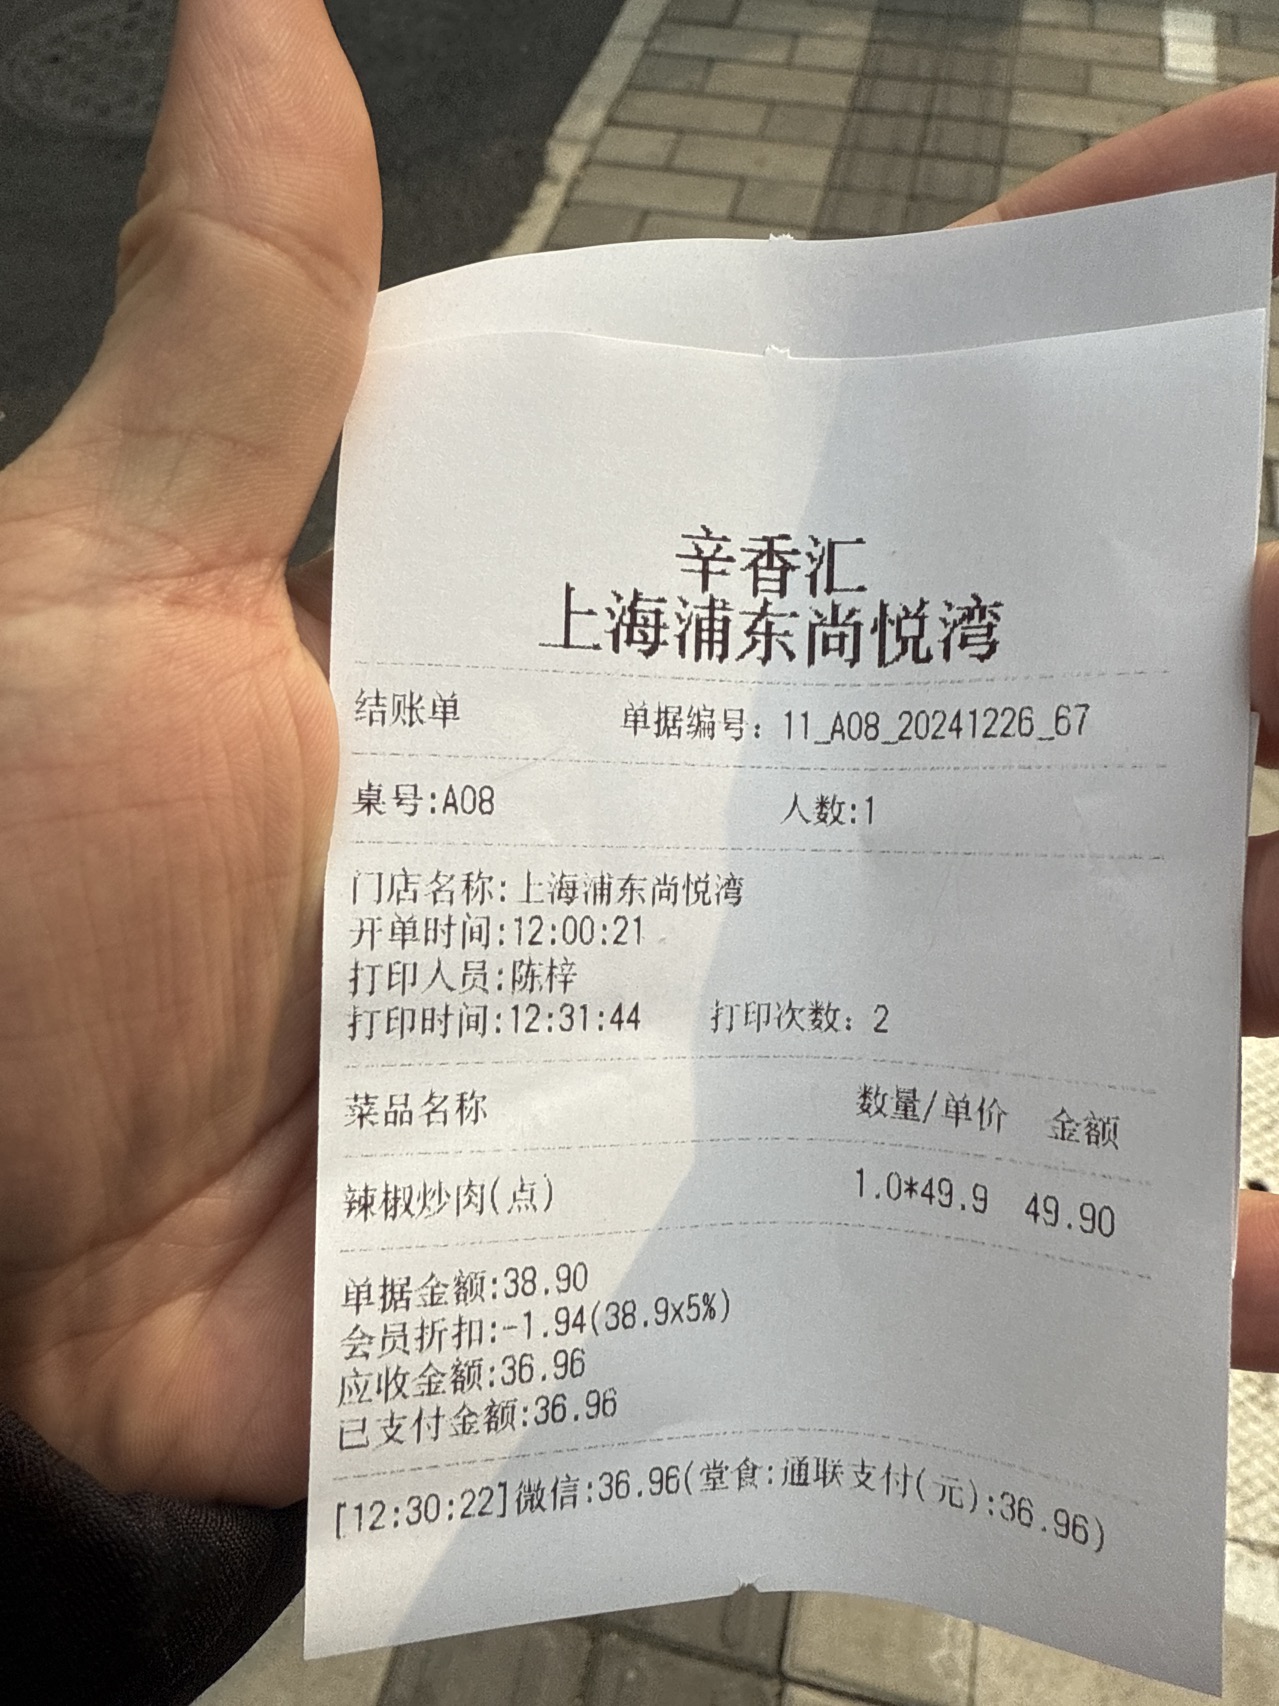 辛香汇
上海浦东尚悦湾
结账单 单据编号：11_A08_20241226_67
桌号:A08 人数:1
门店名称:上海浦东尚悦湾
开单时间:12:00:21
打印人员:陈梓
打印时间:12:31:44 打印次数：2
菜品名称 数量/单价 金额
辣椒炒肉(点) 1.0*49.9 49.90
单据金额:38.90
会员折扣:-1.94(38.9x5%)
应收金额:36.96
已支付金额:36.96
[12:30:22]微信:36.96(堂食:通联支付(元):36.96)